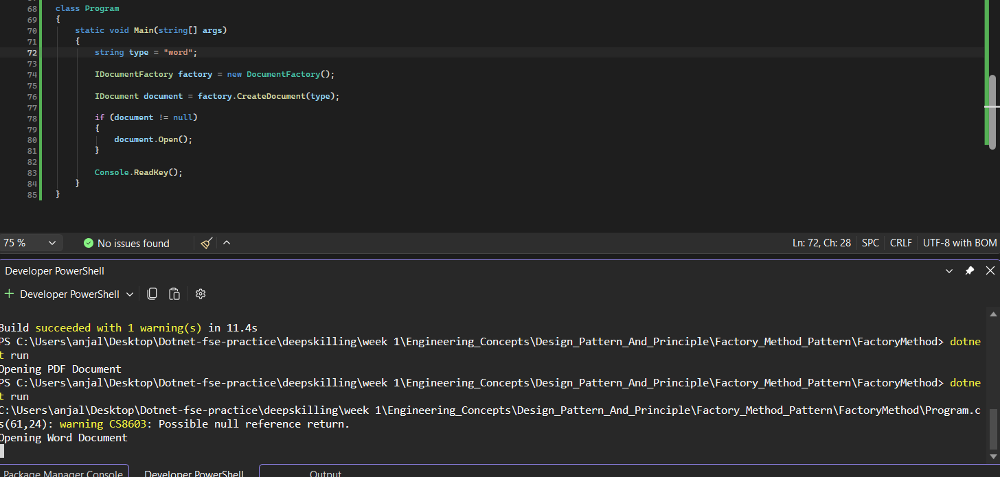 68 class Program
69 {
70 static void Main(string[] args)
71 {
72 string type = "word";
73
74 IDocumentFactory factory = new DocumentFactory();
75
76 IDocument document = factory.CreateDocument(type);
77
78 if (document != null)
79 {
80 document.Open();
81 }
82
83 Console.ReadKey();
84 }
85 }
75 % No issues found Ln: 72, Ch: 28 SPC CRLF UTF-8 with BOM
Developer PowerShell
+ Developer PowerShell
Build succeeded with 1 warning(s) in 11.4s
PS C:\Users\anjal\Desktop\Dotnet-fse-practice\deepskilling\week 1\Engineering_Concepts\Design_Pattern_And_Principle\Factory_Method_Pattern\FactoryMethod> dotne
t run
Opening PDF Document
PS C:\Users\anjal\Desktop\Dotnet-fse-practice\deepskilling\week 1\Engineering_Concepts\Design_Pattern_And_Principle\Factory_Method_Pattern\FactoryMethod> dotne
t run
C:\Users\anjal\Desktop\Dotnet-fse-practice\deepskilling\week 1\Engineering_Concepts\Design_Pattern_And_Principle\Factory_Method_Pattern\FactoryMethod\Program.c
s(61,24): warning CS8603: Possible null reference return.
Opening Word Document
Package Manager Console Developer PowerShell Output